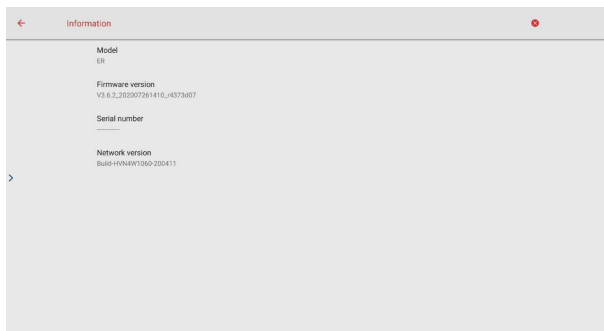 Information
Model
ER
Firmware version
V3.6.2_202007261410_r4373d07
Serial number
Network version
Build-HVN4W1060-200411